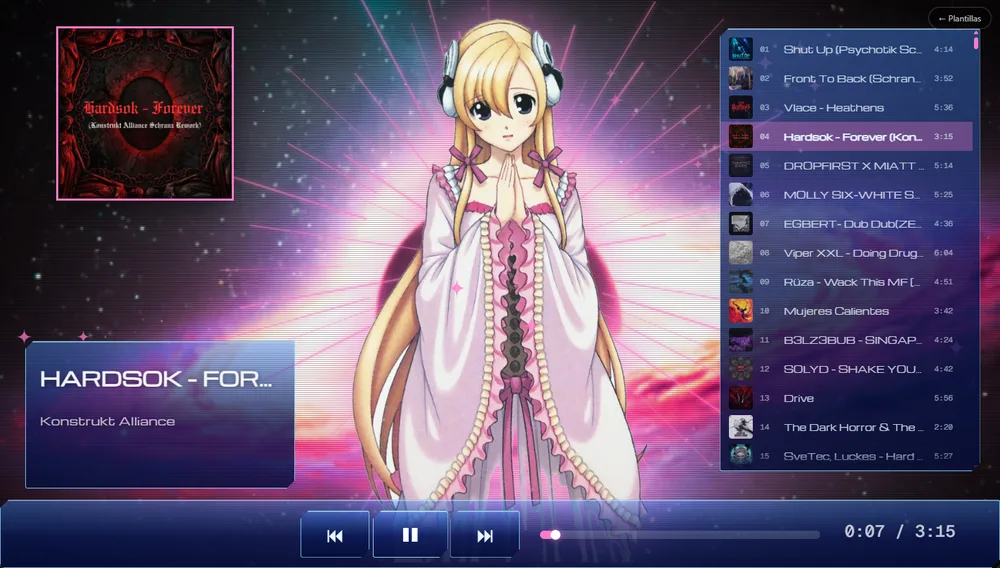 ← Plantillas
Hardsok - Forever
(Konstrukt Alliance Schranz Rework)
01 Shut Up (Psychotik Sc... 4:14
02 Front To Back (Schran... 3:52
03 Vlace - Heathens 5:36
04 Hardsok - Forever (Kon... 3:15
05 DROPFIRST X MIATT ... 5:14
06 MOLLY SIX-WHITE S... 5:25
07 EGBERT - Dub Dub(ZE... 4:36
08 Viper XXL - Doing Drug... 6:04
09 Rüza - Wack This MF [... 4:51
10 Mujeres Calientes 3:42
11 B3LZ3BUB - SINGAP... 4:24
12 SOLYD - SHAKE YOU... 4:42
13 Drive 5:56
14 The Dark Horror & The ... 2:20
15 SveTec, Luckes - Hard ... 5:27
HARDSOK - FOR...
Konstrukt Alliance
0:07 / 3:15